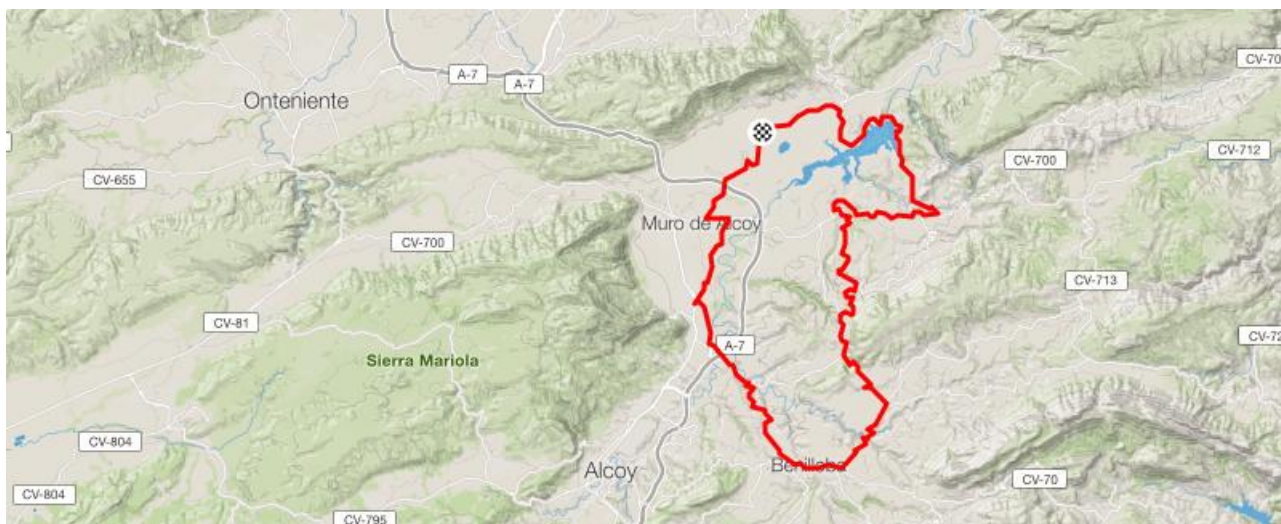 CV-70
A-7
A-7
Onteniente
CV-700
CV-712
CV-655
Muro de Alcoy
CV-700
CV-713
CV-81
CV-72
A-7
Sierra Mariola
CV-804
Benilloba
Alcoy
CV-70
CV-804
CV-795